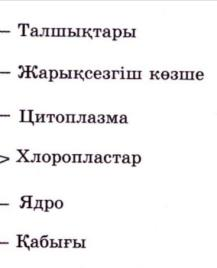 – Талшықтары
– Жарықсезгіш көзше
– Цитоплазма
> Хлоропластар
– Ядро
– Қабығы